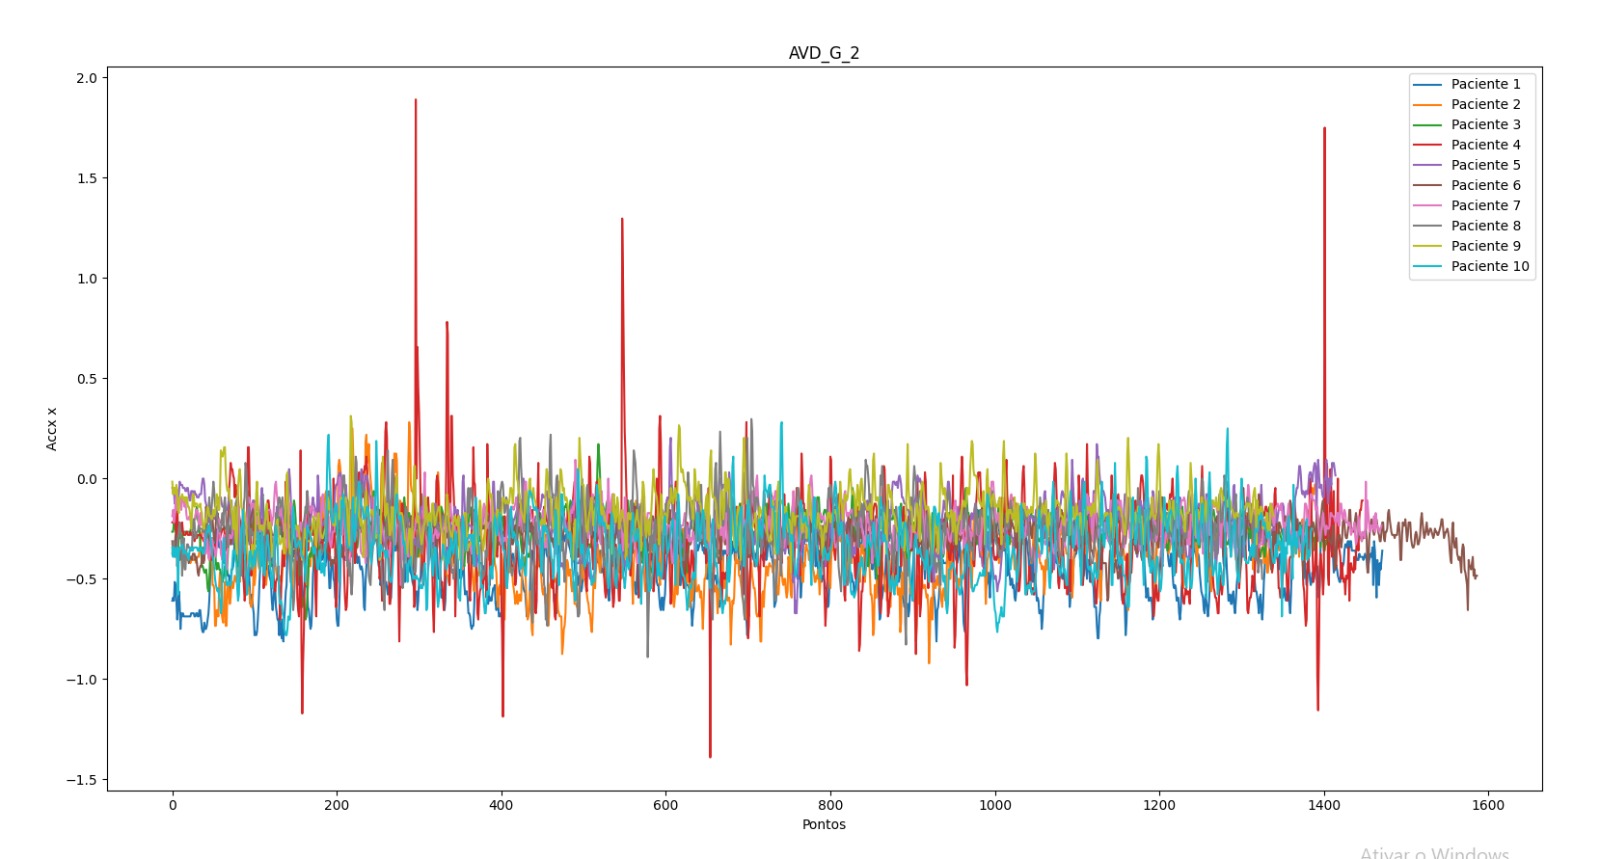 AVD_G_2
2.0
1.5
1.0
0.5
0.0
−0.5
−1.0
−1.5
Accx x
Paciente 1
Paciente 2
Paciente 3
Paciente 4
Paciente 5
Paciente 6
Paciente 7
Paciente 8
Paciente 9
Paciente 10
0 200 400 600 800 1000 1200 1400 1600
Pontos
Ativar o Windows